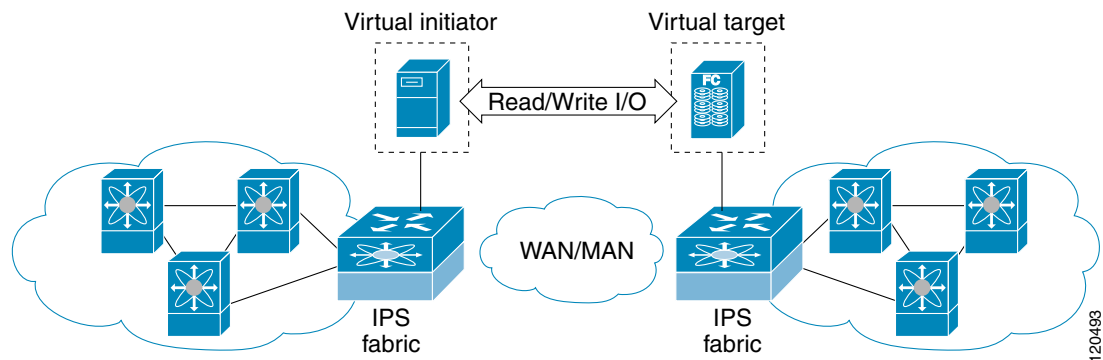 Virtual initiator
Virtual target
FC
Read/Write I/O
WAN/MAN
IPS
fabric
IPS
fabric
120493